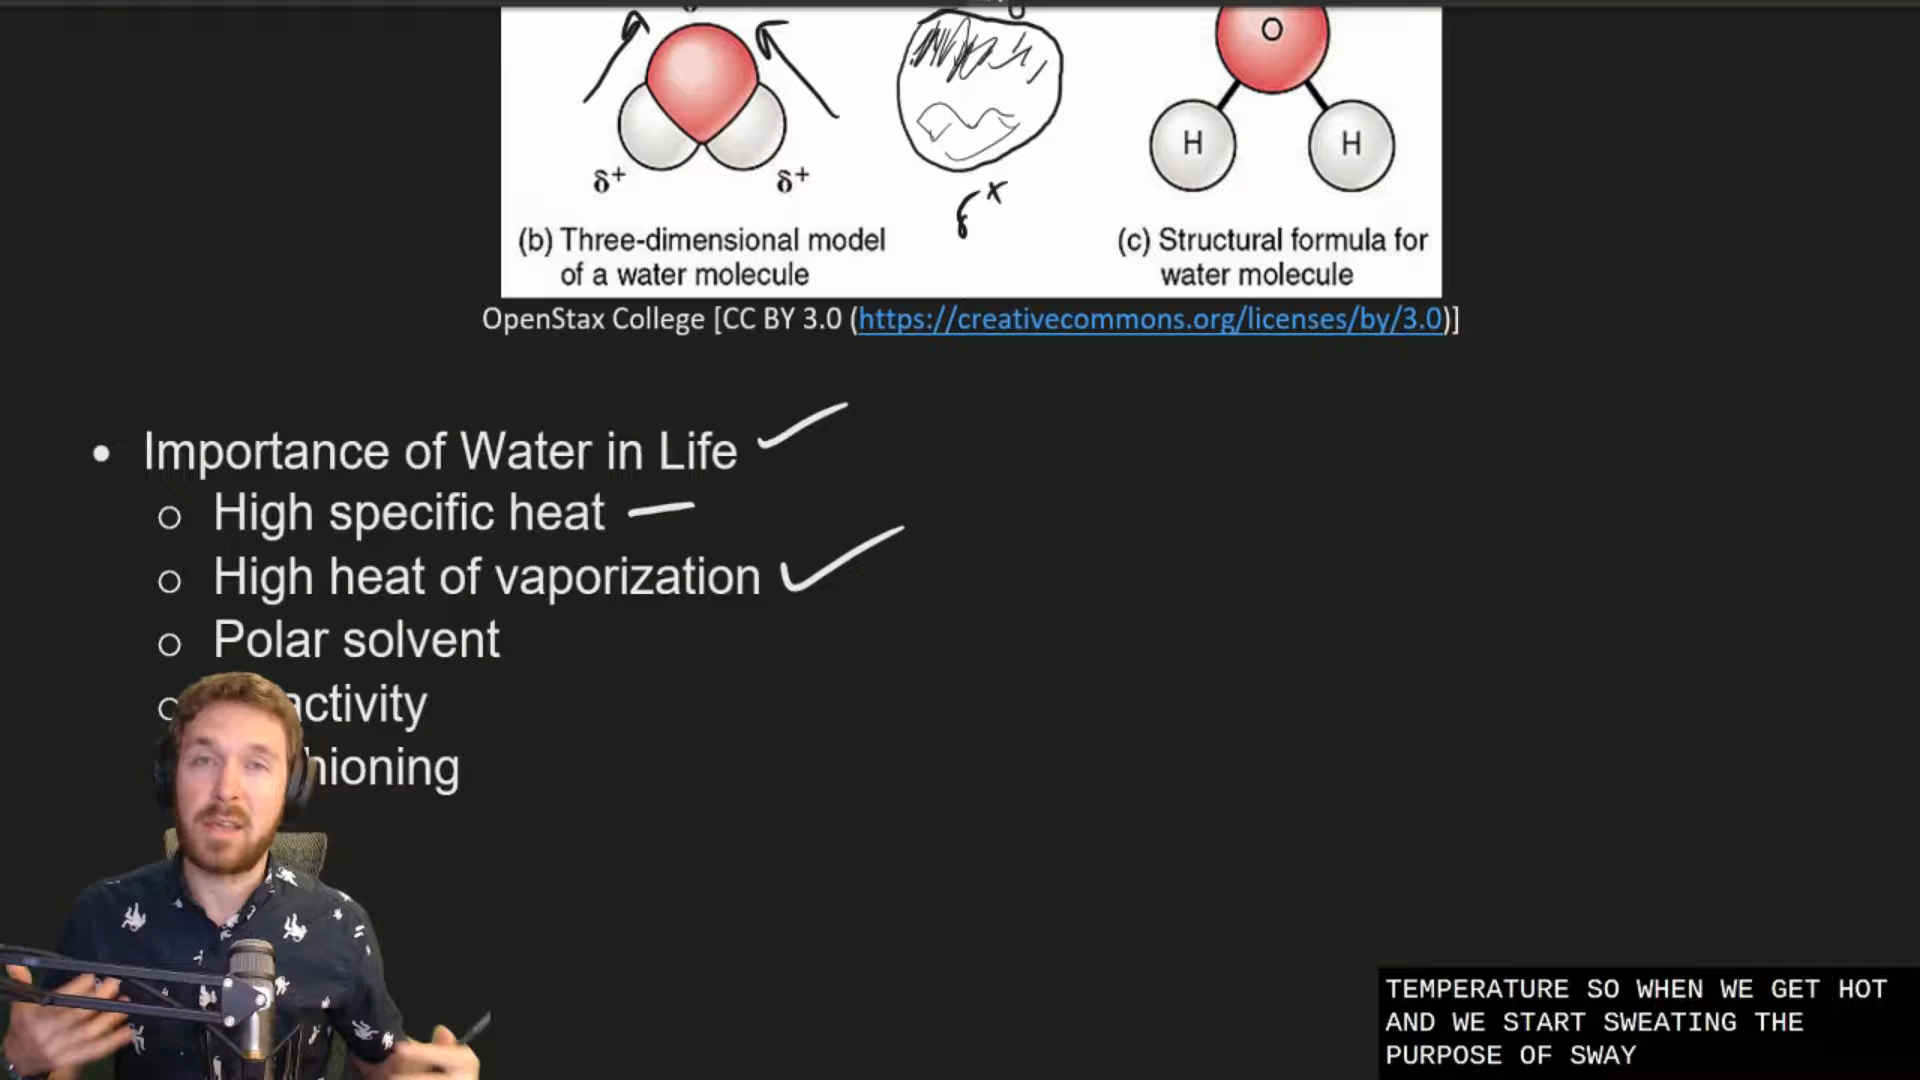 O
H H
δ+ δ+
δ
(b) Three-dimensional model
of a water molecule
(c) Structural formula for
water molecule
OpenStax College [CC BY 3.0 (https://creativecommons.org/licenses/by/3.0)]
• Importance of Water in Life
o High specific heat
o High heat of vaporization
o Polar solvent
activity
hioning
TEMPERATURE SO WHEN WE GET HOT
AND WE START SWEATING THE
PURPOSE OF SWAY